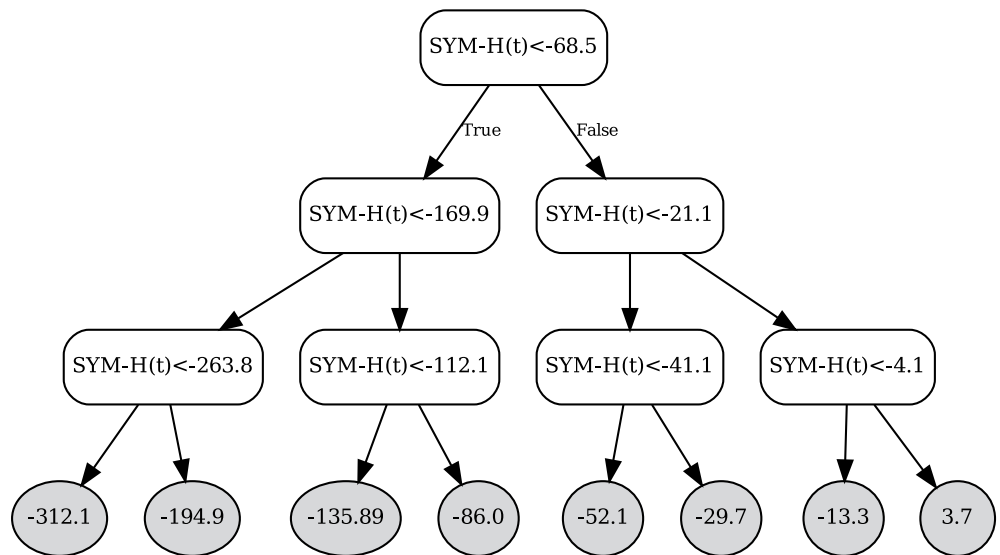 SYM-H(t)<-68.5
True
False
SYM-H(t)<-169.9
SYM-H(t)<-21.1
SYM-H(t)<-263.8
SYM-H(t)<-112.1
SYM-H(t)<-41.1
SYM-H(t)<-4.1
-312.1
-194.9
-135.89
-86.0
-52.1
-29.7
-13.3
3.7